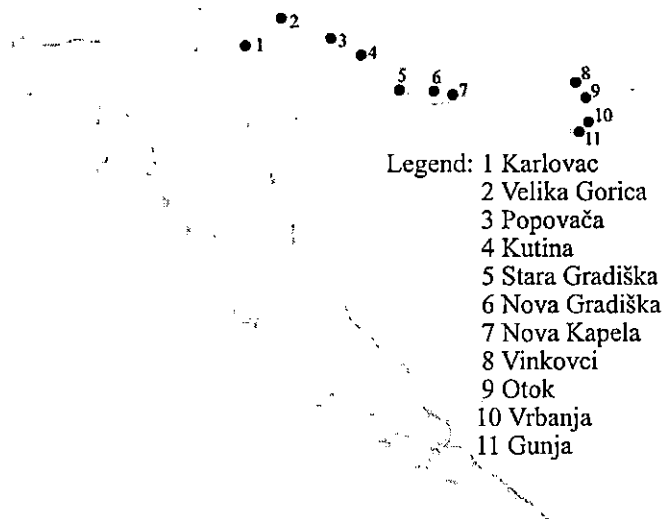 2
1
3
4
5
6
7
8
9
10
11
Legend: 1 Karlovac
2 Velika Gorica
3 Popovača
4 Kutina
5 Stara Gradiška
6 Nova Gradiška
7 Nova Kapela
8 Vinkovci
9 Otok
10 Vrbanja
11 Gunja